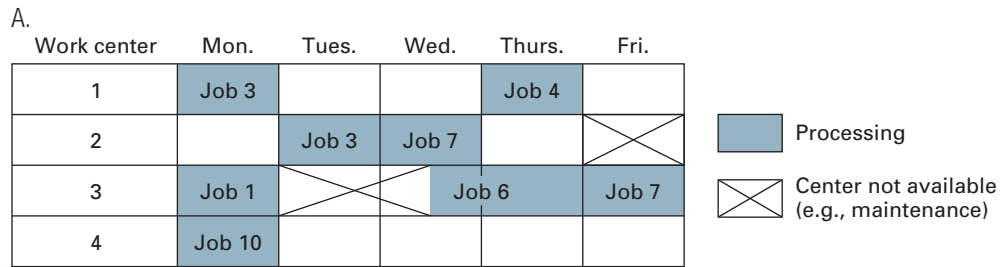 A.
Work center Mon. Tues. Wed. Thurs. Fri.
1 Job 3 Job 4
2 Job 3 Job 7
3 Job 1 Job 6 Job 7
4 Job 10
Processing
Center not available
(e.g., maintenance)